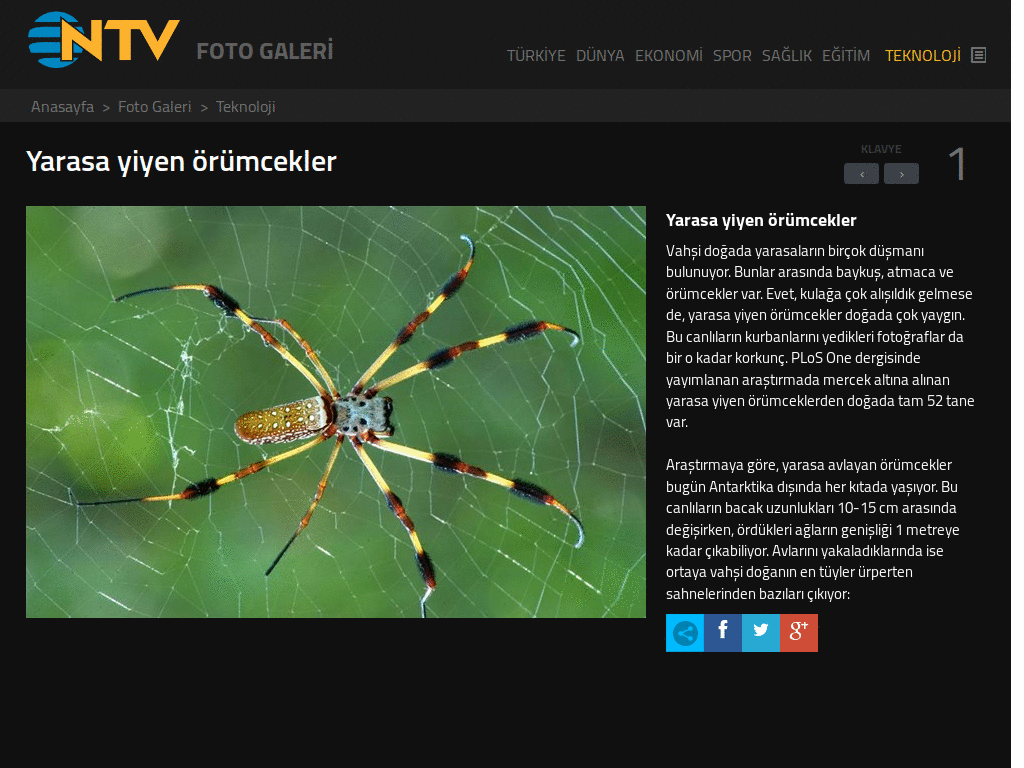 NTV FOTO GALERİ
TÜRKİYE DÜNYA EKONOMİ SPOR SAĞLIK EĞİTİM TEKNOLOJİ
Anasayfa > Foto Galeri > Teknoloji
Yarasa yiyen örümcekler
KLAVYE
‹ ›
1
Yarasa yiyen örümcekler
Vahşi doğada yarasaların birçok düşmanı
bulunuyor. Bunlar arasında baykuş, atmaca ve
örümcekler var. Evet, kulağa çok alışıldık gelmese
de, yarasa yiyen örümcekler doğada çok yaygın.
Bu canlıların kurbanlarını yedikleri fotoğraflar da
bir o kadar korkunç. PLoS One dergisinde
yayımlanan araştırmada mercek altına alınan
yarasa yiyen örümceklerden doğada tam 52 tane
var.
Araştırmaya göre, yarasa avlayan örümcekler
bugün Antarktika dışında her kıtada yaşıyor. Bu
canlıların bacak uzunlukları 10-15 cm arasında
değişirken, ördükleri ağların genişliği 1 metreye
kadar çıkabiliyor. Avlarını yakaladıklarında ise
ortaya vahşi doğanın en tüyler ürperten
sahnelerinden bazıları çıkıyor:
f g+